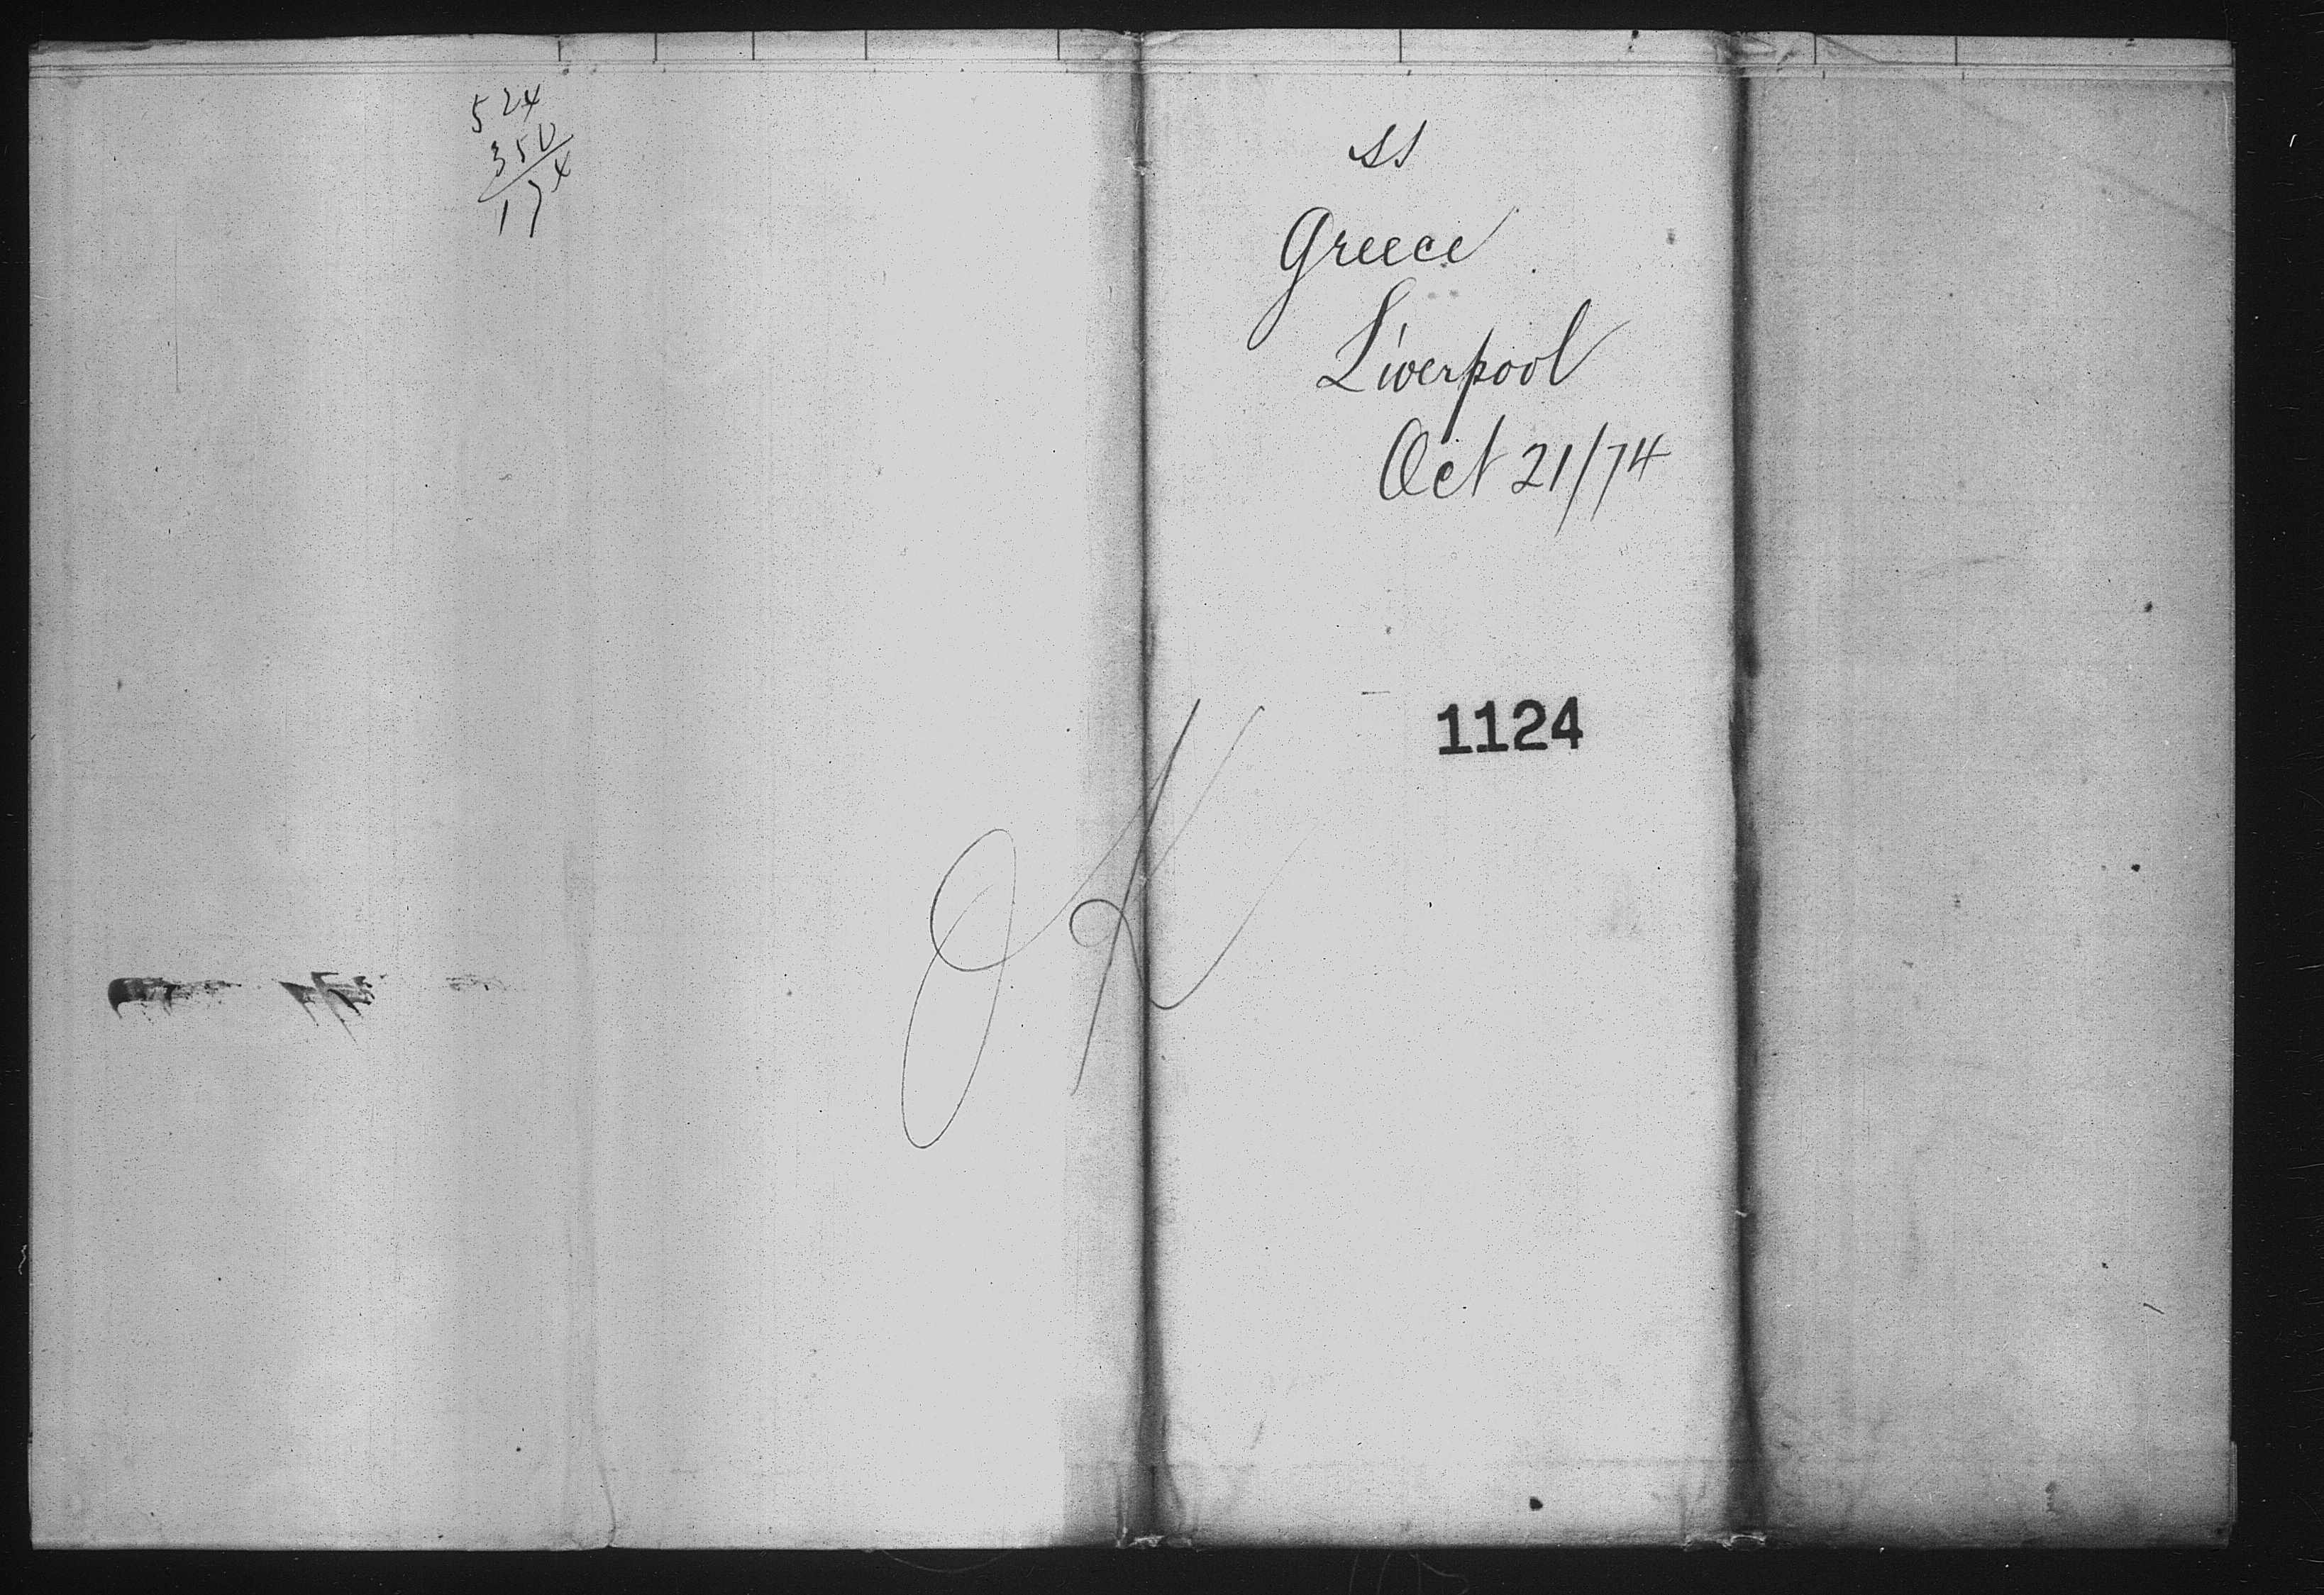 524
350
174
SS
Greece
Liverpool
Oct 21/74
1124
OK